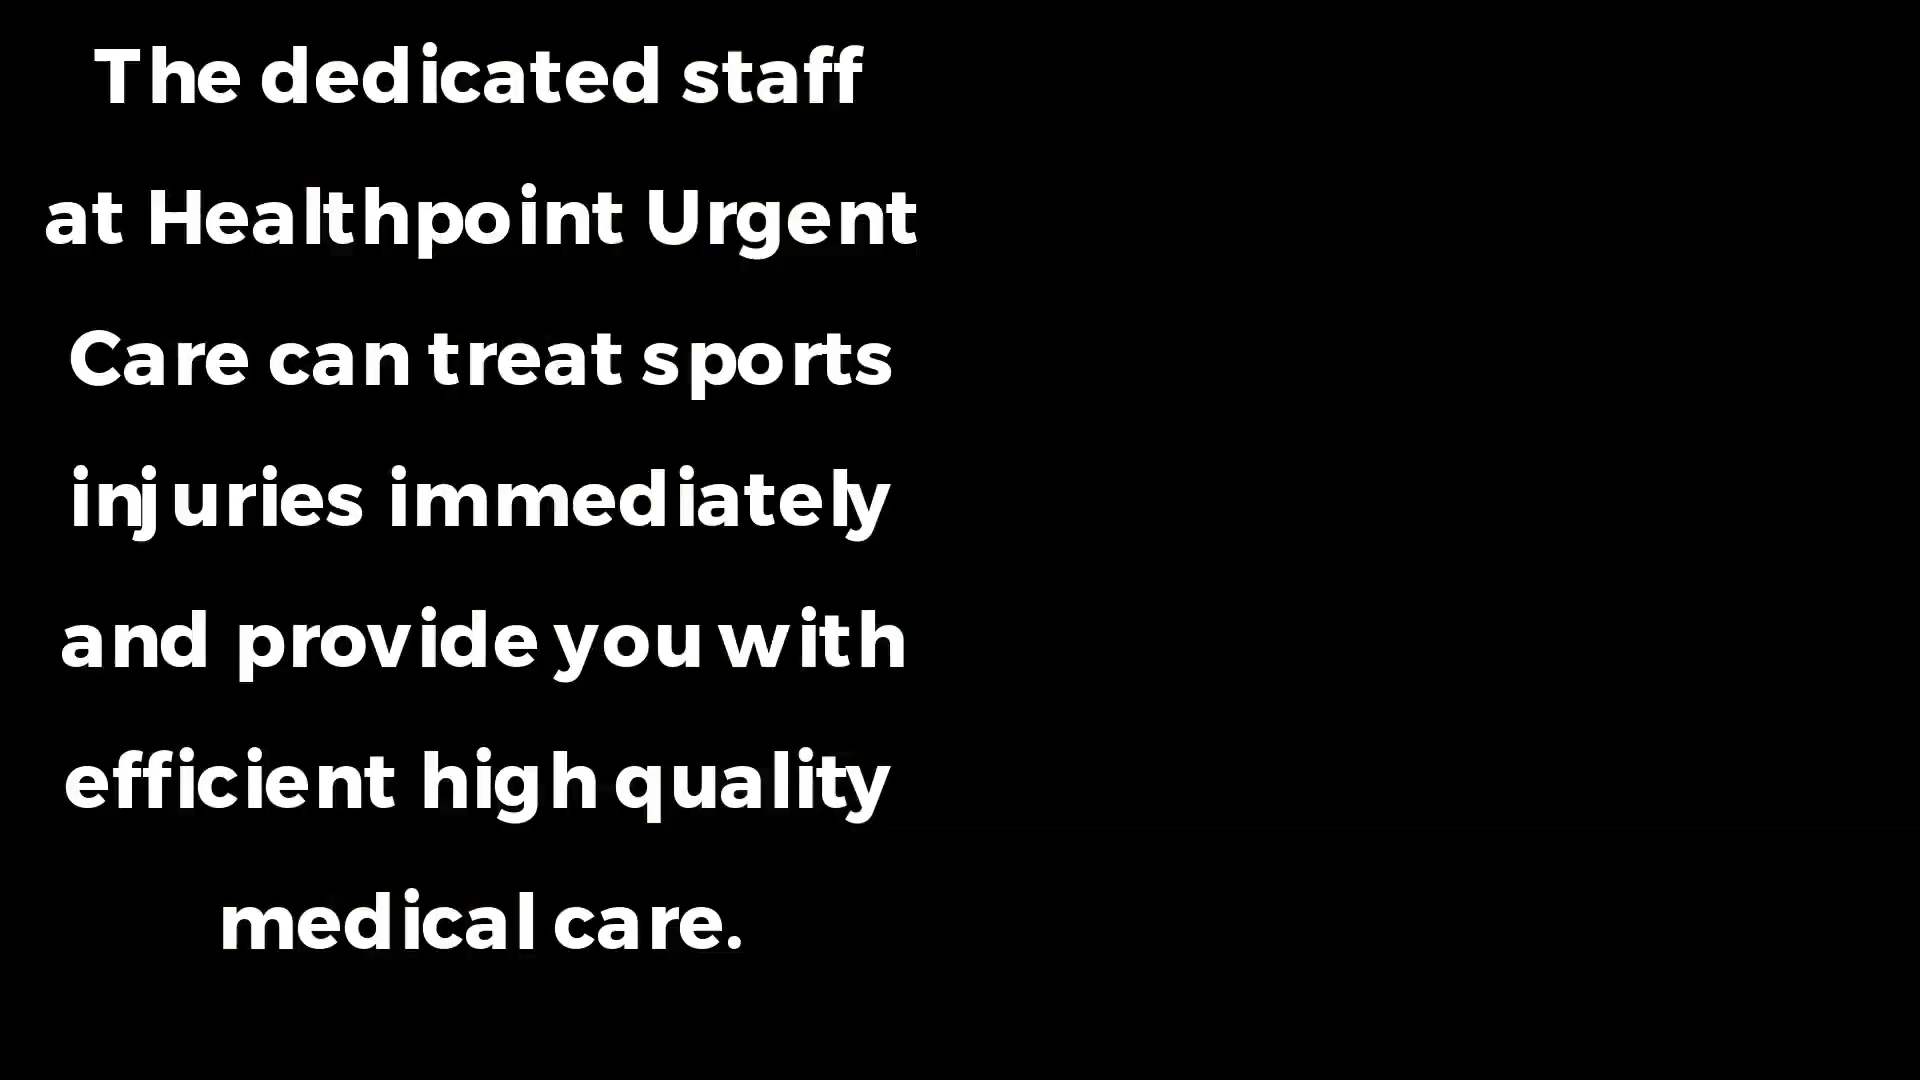 The dedicated staff
at Healthpoint Urgent
Care can treat sports
injuries immediately
and provide you with
efficient high quality
medical care.